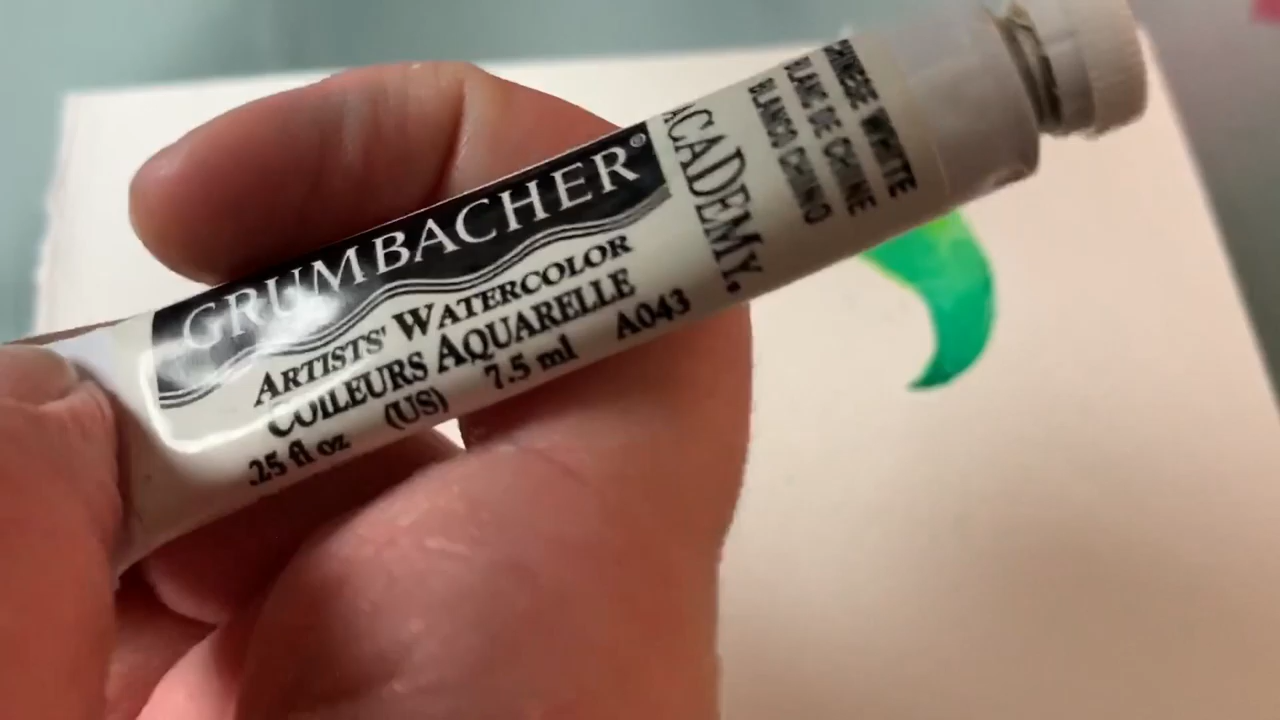 GRUMBACHER®
ARTISTS' WATERCOLOR
COULEURS AQUARELLE
.25 fl oz (US) 7.5 ml A043
ACADEMY.
CHINESE WHITE
BLANC DE CHINE
BLANCO CHINO